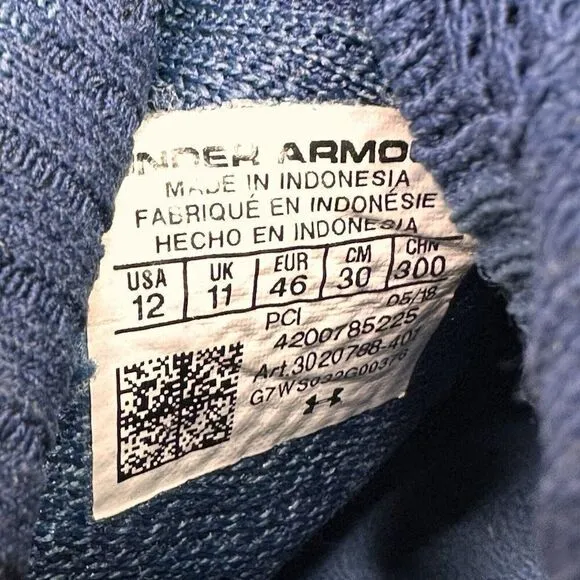 UNDER ARMOU
MADE IN INDONESIA
FABRIQUÉ EN INDONÉSIE
HECHO EN INDONESIA
USA UK EUR CM CHN
12 11 46 30 300
PCI 05/18
4200785225
Art.3020788-401